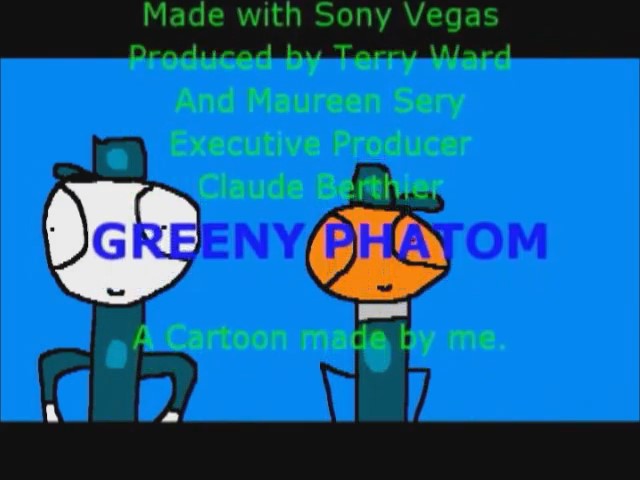 Made with Sony Vegas
Produced by Terry Ward
And Maureen Sery
Executive Producer
Claude Berthier
GREENY PHATOM
A Cartoon made by me.